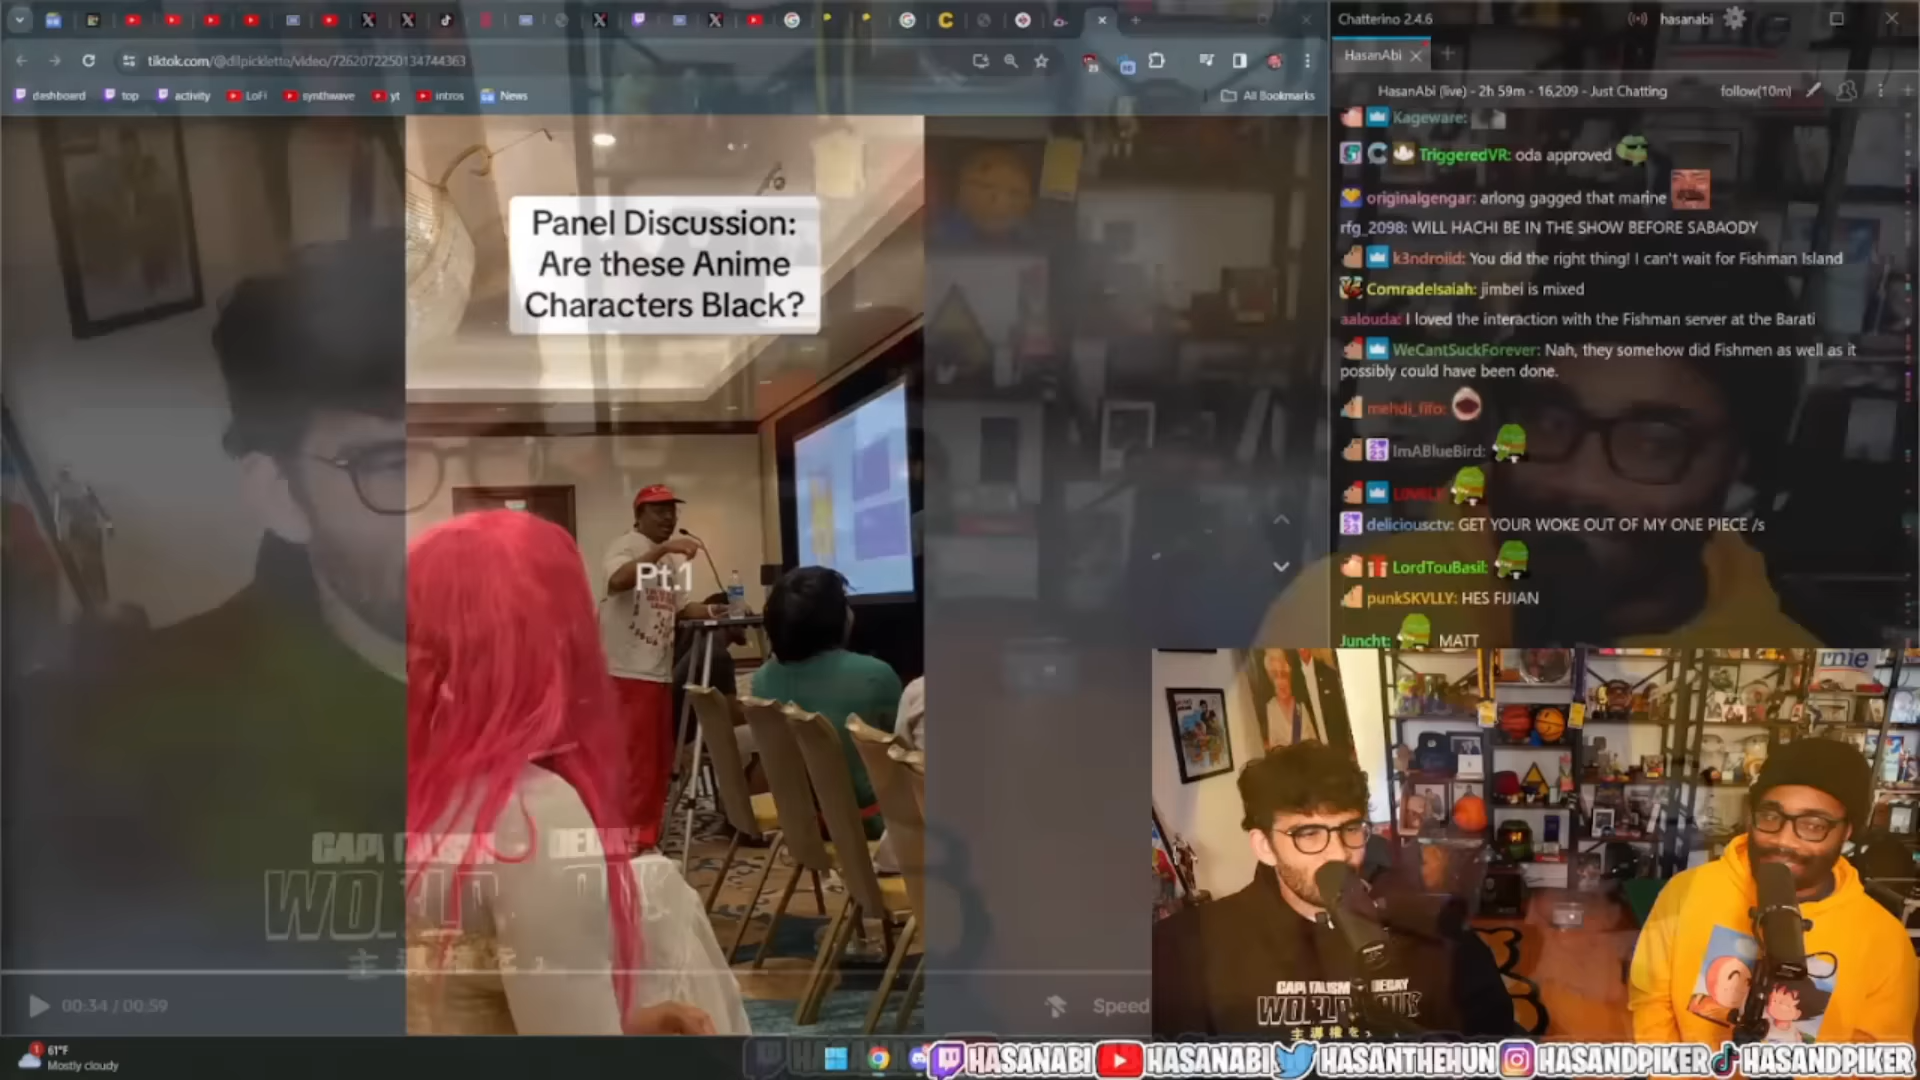 tiktok.com/@dilpickletto/video/7262072250134744363
dashboard
top
activity
LoFi
synthwave
yt
intros
News
All Bookmarks
Panel Discussion:
Are these Anime
Characters Black?
Pt.1
00:34 / 00:59
Speed
61°F
Mostly cloudy
Chatterino 2.4.6
hasanabi
HasanAbi
HasanAbi (live) - 2h 59m - 16,209 - Just Chatting
follow(10m)
Kageware:
TriggeredVR: oda approved
originalgengar: arlong gagged that marine
rfg_2098: WILL HACHI BE IN THE SHOW BEFORE SABAODY
k3ndroiid: You did the right thing! I can't wait for Fishman Island
ComradeIsaiah: jimbei is mixed
aalouda: I loved the interaction with the Fishman server at the Barati
WeCantSuckForever: Nah, they somehow did Fishmen as well as it
possibly could have been done.
mehdi_fifo:
ImABlueBird:
deliciousctv: GET YOUR WOKE OUT OF MY ONE PIECE /s
LordTouBasil:
punkSKVLLY: HES FIJIAN
Juncht: MATT
HASANABI
HASANABI
HASANTHEHUN
HASANDPIKER
HASANDPIKER